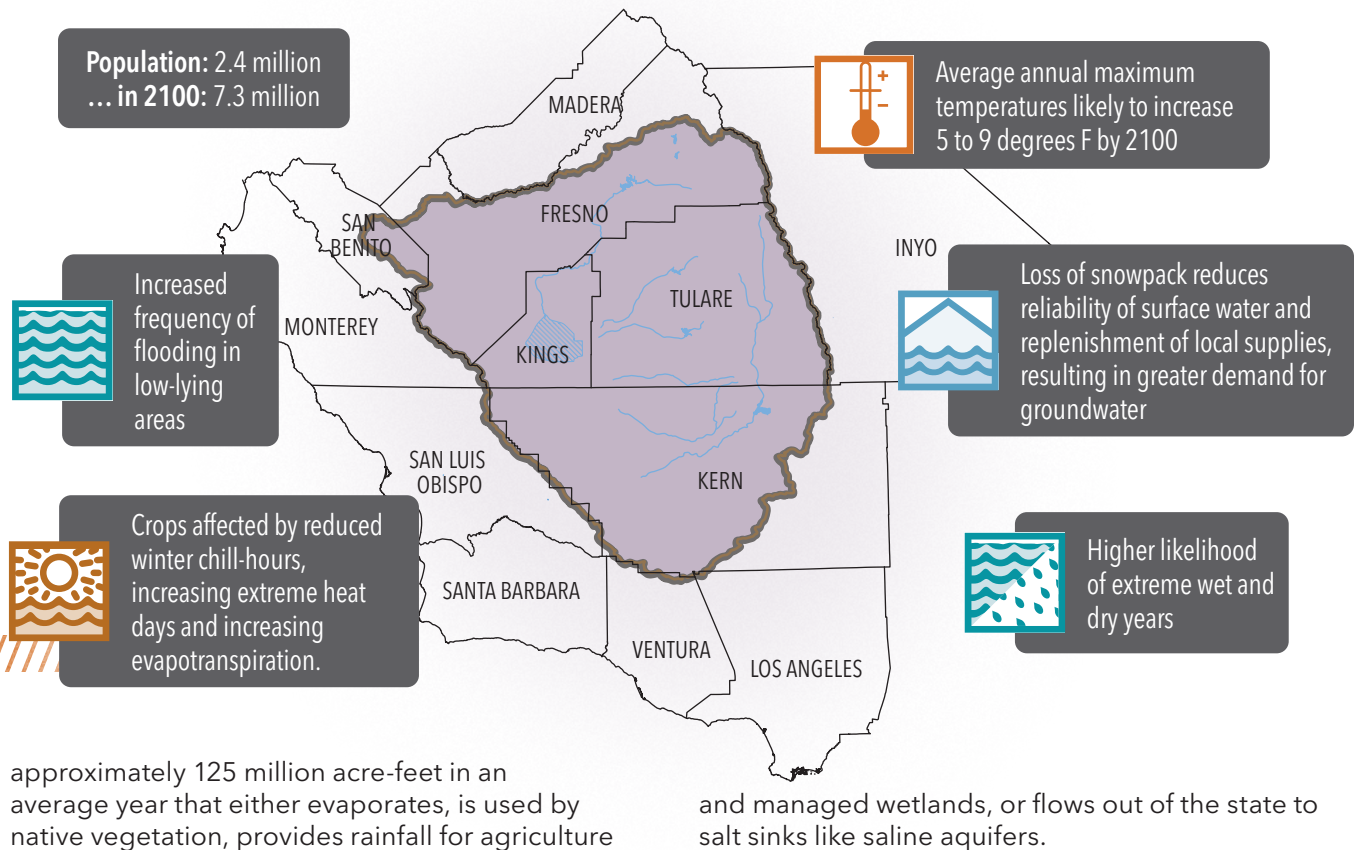 Population: 2.4 million
... in 2100: 7.3 million
Average annual maximum
temperatures likely to increase
5 to 9 degrees F by 2100
+
–
MADERA
FRESNO
SAN
BENITO
INYO
TULARE
MONTEREY
KINGS
Increased
frequency of
flooding in
low-lying
areas
Loss of snowpack reduces
reliability of surface water and
replenishment of local supplies,
resulting in greater demand for
groundwater
SAN LUIS
OBISPO
KERN
Crops affected by reduced
winter chill-hours,
increasing extreme heat
days and increasing
evapotranspiration.
Higher likelihood
of extreme wet and
dry years
SANTA BARBARA
VENTURA
LOS ANGELES
approximately 125 million acre-feet in an
average year that either evaporates, is used by
native vegetation, provides rainfall for agriculture
and managed wetlands, or flows out of the state to
salt sinks like saline aquifers.